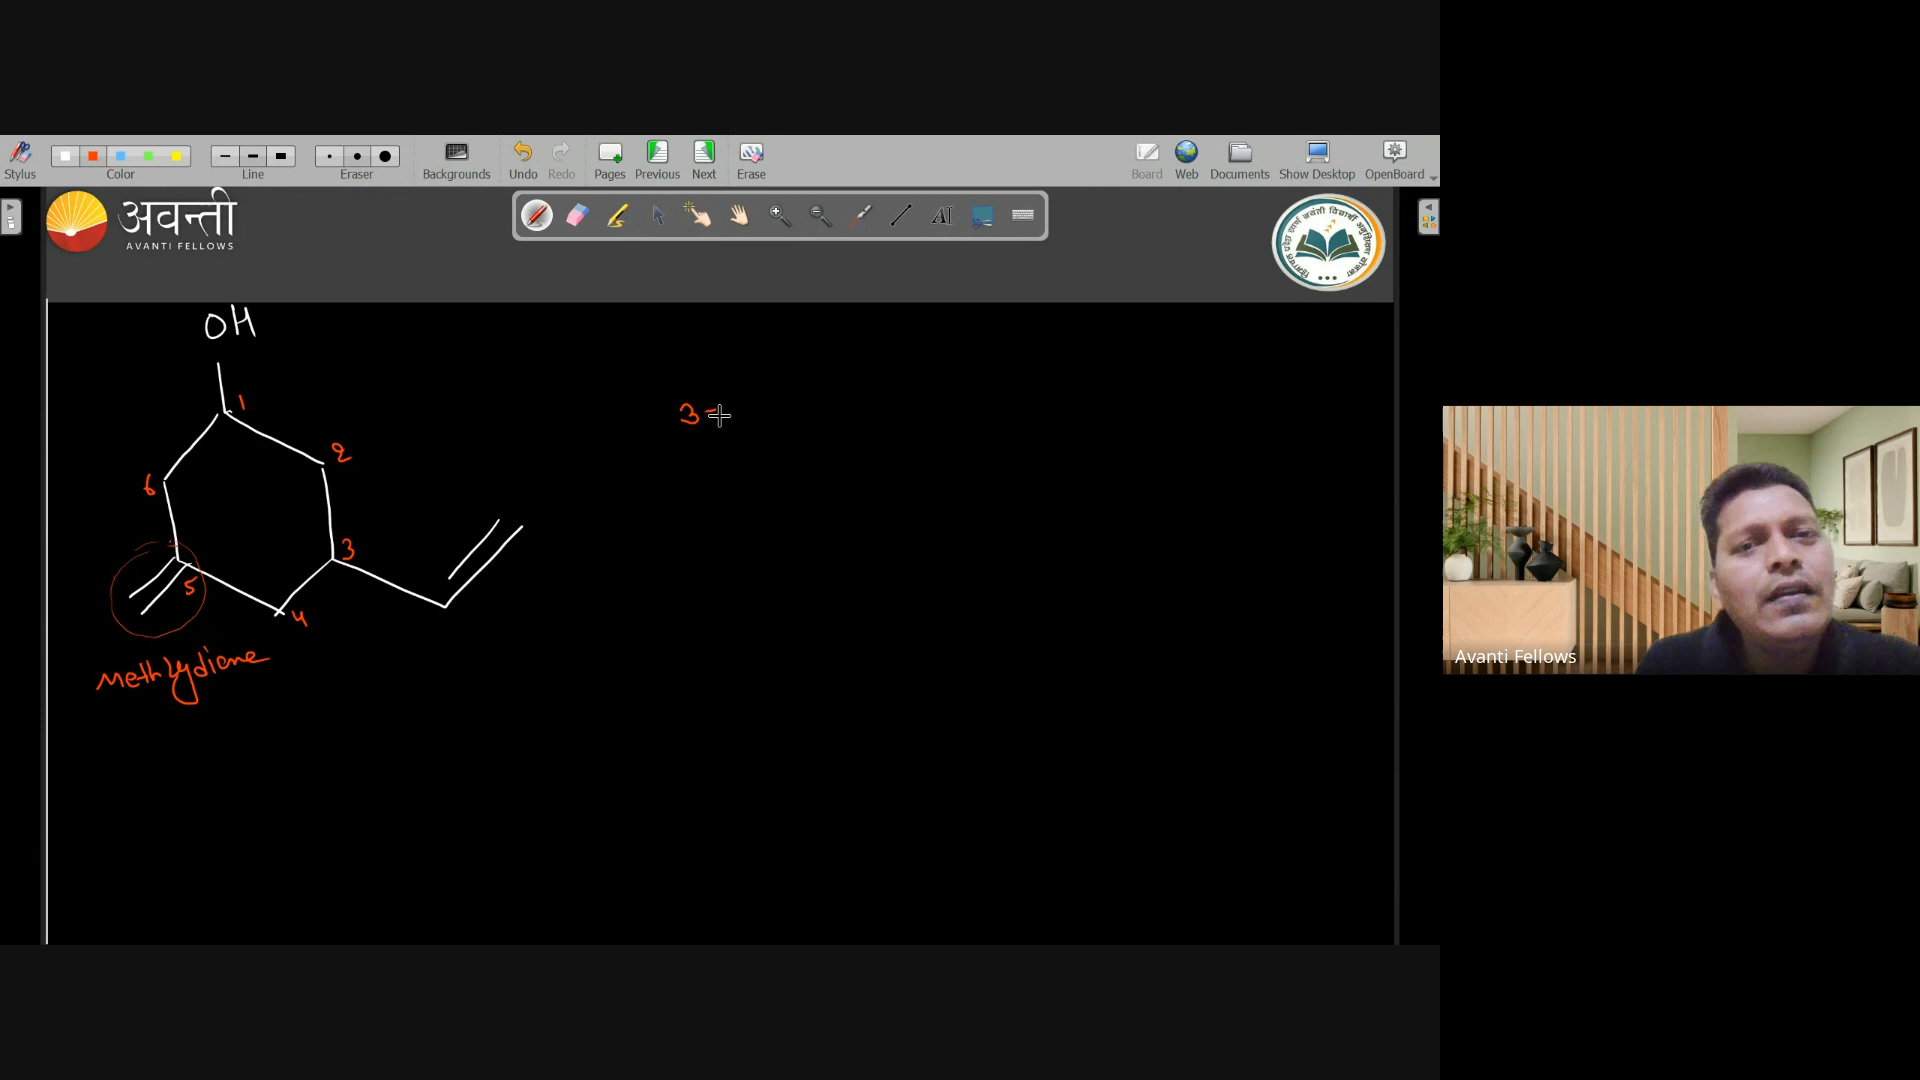 Stylus Color Line Eraser Backgrounds Undo Redo Pages Previous Next Erase Board Web Documents Show Desktop OpenBoard
अवन्ती
AVANTI FELLOWS
OH
1
2
3 -
6
3
5
4
Methlydiene
Avanti Fellows